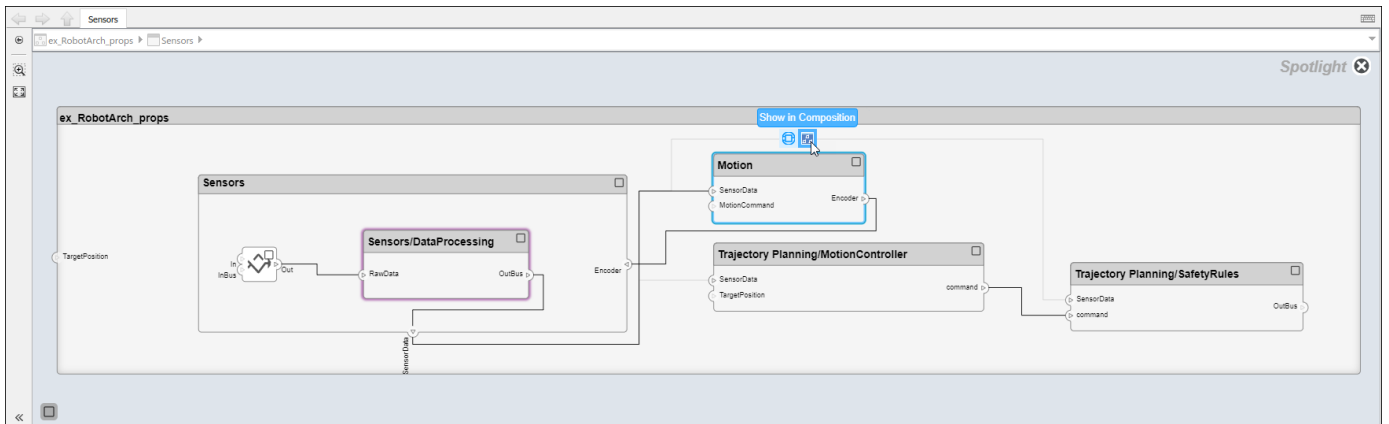 Sensors
ex_RobotArch_props Sensors
Spotlight
ex_RobotArch_props
Show in Composition
Motion
SensorData
MotionCommand
Encoder
Sensors
Sensors/DataProcessing
RawData
OutBus
In
InBus
Out
Encoder
SensorData
TargetPosition
Trajectory Planning/MotionController
SensorData
TargetPosition
command
Trajectory Planning/SafetyRules
SensorData
command
OutBus